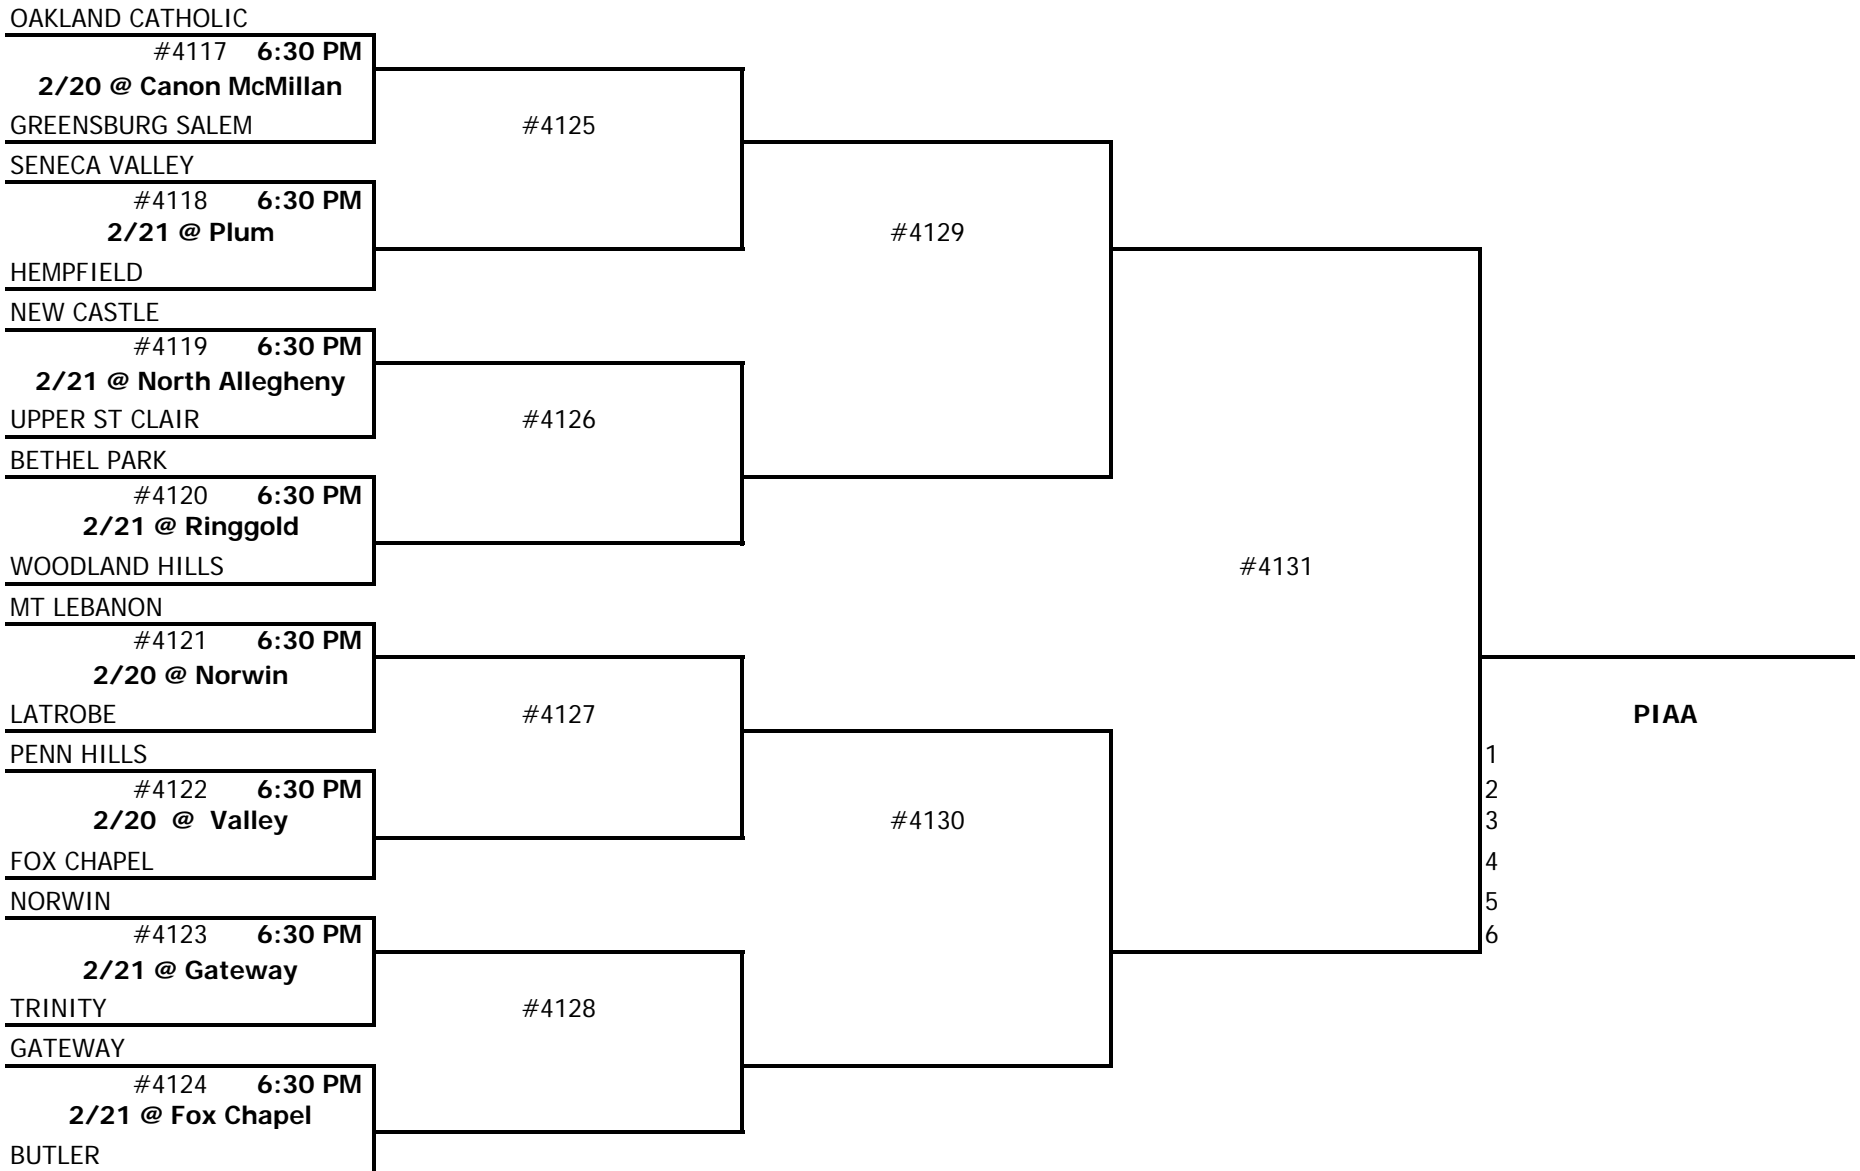 OAKLAND CATHOLIC
#4117 6:30 PM
2/20 @ Canon McMillan
GREENSBURG SALEM
#4125
SENECA VALLEY
#4118 6:30 PM
2/21 @ Plum
#4129
HEMPFIELD
NEW CASTLE
#4119 6:30 PM
2/21 @ North Allegheny
UPPER ST CLAIR
#4126
BETHEL PARK
#4120 6:30 PM
2/21 @ Ringgold
WOODLAND HILLS
#4131
MT LEBANON
#4121 6:30 PM
2/20 @ Norwin
LATROBE
#4127
PIAA
PENN HILLS
1
#4122 6:30 PM
2
2/20 @ Valley
#4130
3
FOX CHAPEL
4
NORWIN
5
#4123 6:30 PM
6
2/21 @ Gateway
TRINITY
#4128
GATEWAY
#4124 6:30 PM
2/21 @ Fox Chapel
BUTLER